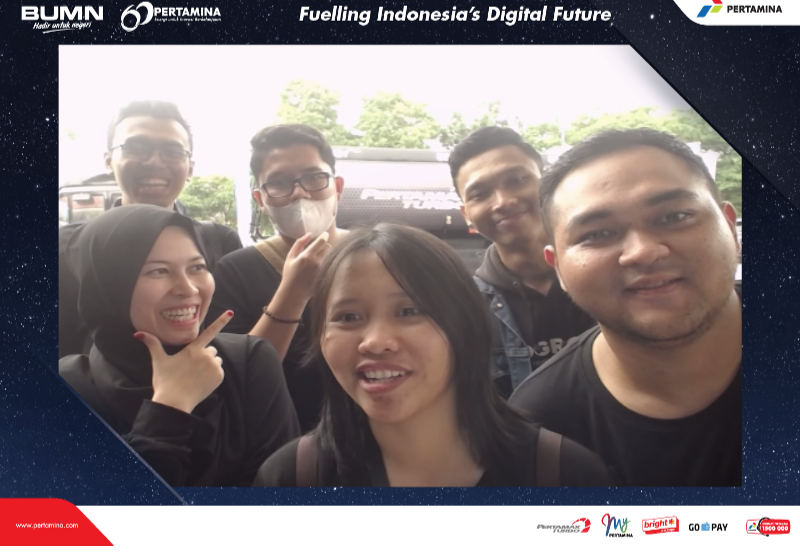 BUMN
Hadir untuk negeri
60 PERTAMINA
Fuelling Indonesia's Digital Future
PERTAMINA
PERTAMAX
TURBO
www.pertamina.com
PERTAMAX
TURBO
My
PERTAMINA
bright
GO PAY
1500 000